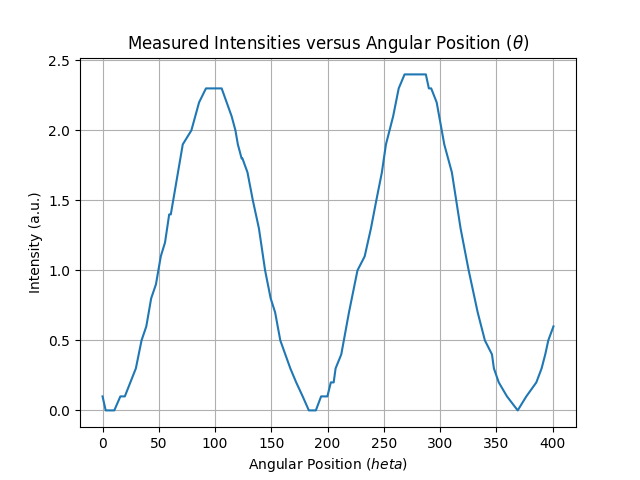 Measured Intensities versus Angular Position (θ)
2.5
2.0
1.5
1.0
0.5
0.0
Intensity (a.u.)
0 50 100 150 200 250 300 350 400
Angular Position (heta)